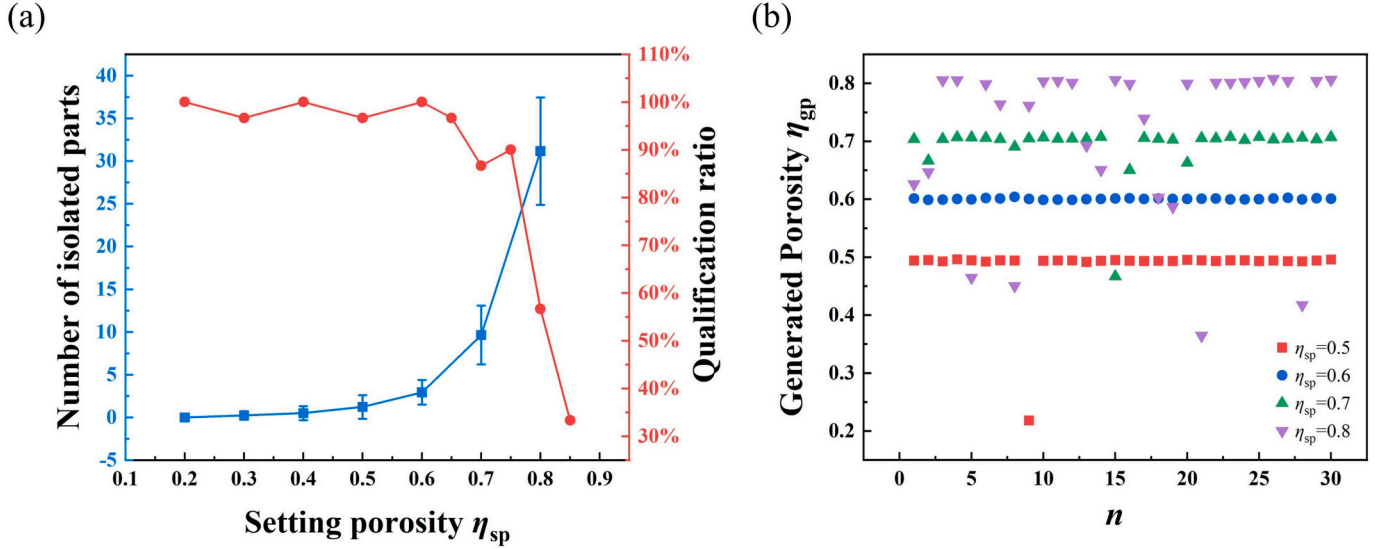 (a)
Number of isolated parts
40
35
30
25
20
15
10
5
0
-5
110%
100%
90%
80%
70%
60%
50%
40%
30%
Qualification ratio
0.1 0.2 0.3 0.4 0.5 0.6 0.7 0.8 0.9
Setting porosity ηsp
(b)
Generated Porosity ηgp
0.8
0.7
0.6
0.5
0.4
0.3
0.2
ηsp=0.5
ηsp=0.6
ηsp=0.7
ηsp=0.8
0 5 10 15 20 25 30
n